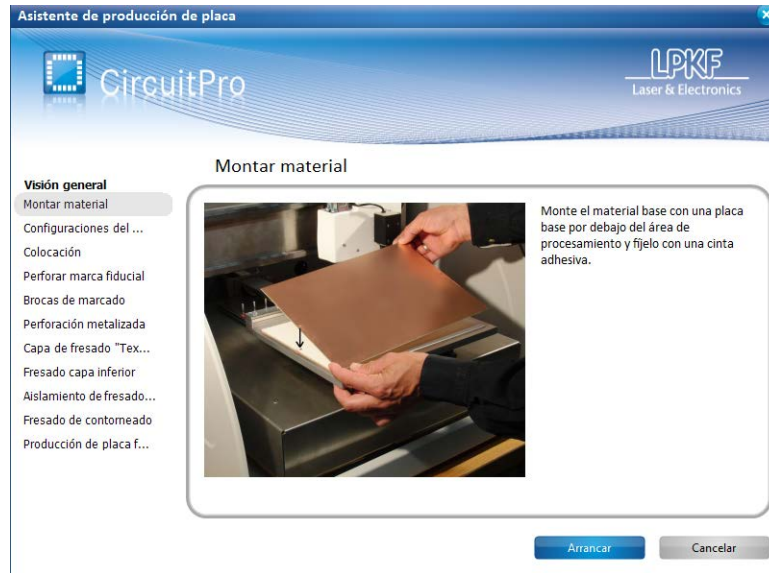 Asistente de producción de placa
CircuitPro
LPKF
Laser & Electronics
Montar material
Visión general
Montar material
Configuraciones del ...
Colocación
Perforar marca fiducial
Brocas de marcado
Perforación metalizada
Capa de fresado "Tex...
Fresado capa inferior
Aislamiento de fresado...
Fresado de contorneado
Producción de placa f...
Monte el material base con una placa
base por debajo del área de
procesamiento y fíjelo con una cinta
adhesiva.
Arrancar
Cancelar